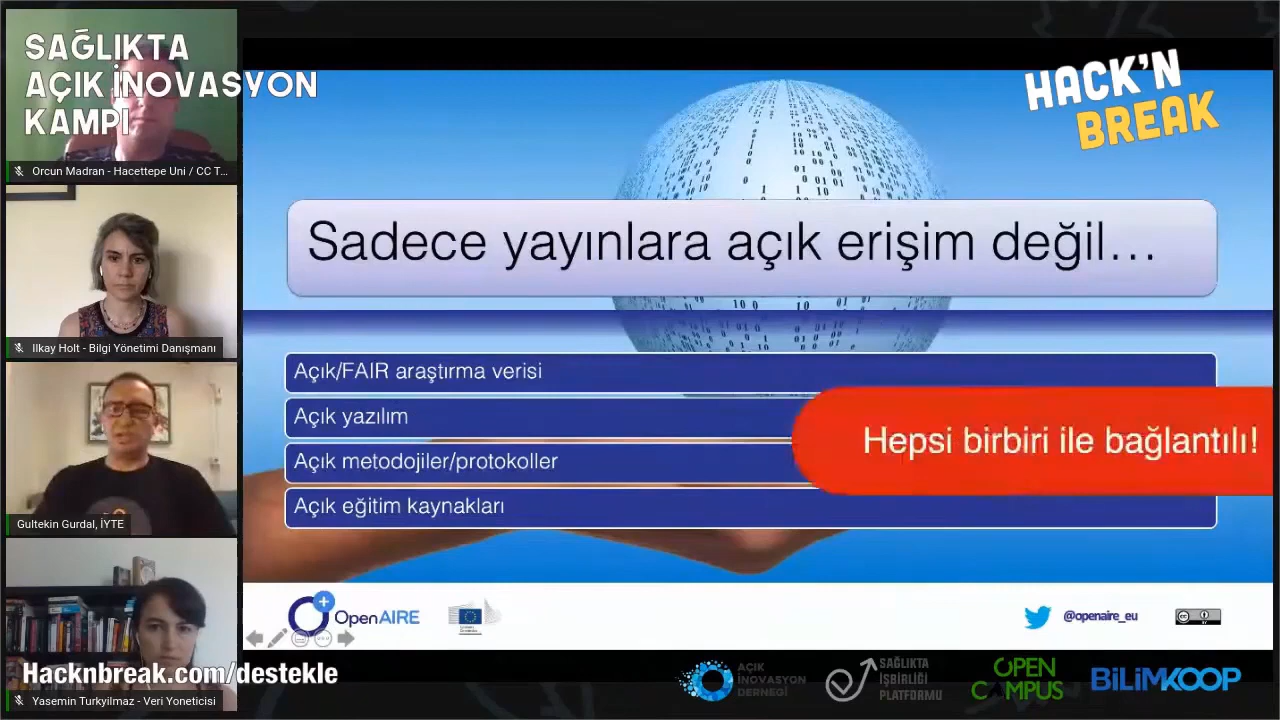 SAĞLIKTA
AÇIK İNOVASYON
KAMPI
Orcun Madran - Hacettepe Uni / CC T...
Ilkay Holt - Bilgi Yönetimi Danışmanı
Gultekin Gurdal, İYTE
Yasemin Turkyilmaz - Veri Yoneticisi
Hacknbreak.com/destekle
HACK'N
BREAK
Sadece yayınlara açık erişim değil...
Açık/FAIR araştırma verisi
Açık yazılım
Açık metodojiler/protokoller
Açık eğitim kaynakları
Hepsi birbiri ile bağlantılı!
OpenAIRE
@openaire_eu
AÇIK
İNOVASYON
DERNEĞİ
SAĞLIKTA
İŞBİRLİĞİ
PLATFORMU
OPEN
CAMPUS
BİLİMKOOP